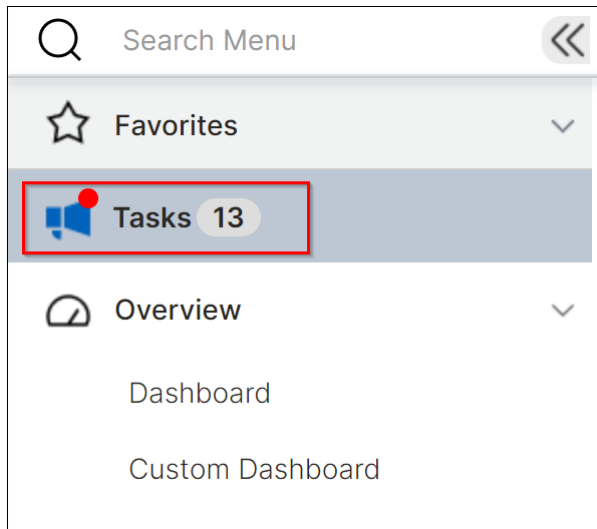 Search Menu
Favorites
Tasks 13
Overview
Dashboard
Custom Dashboard